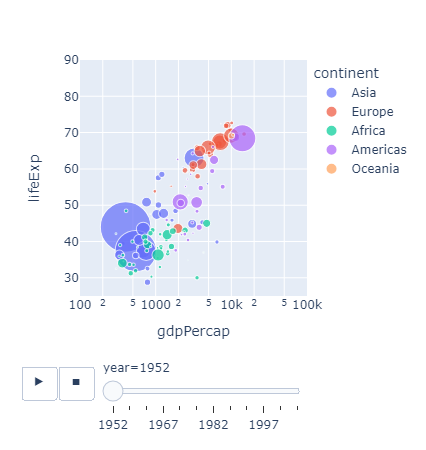 continent
Asia
Europe
Africa
Americas
Oceania
lifeExp
90
80
70
60
50
40
30
100 2 5 1000 2 5 10k 2 5 100k
gdpPercap
year=1952
1952 1967 1982 1997